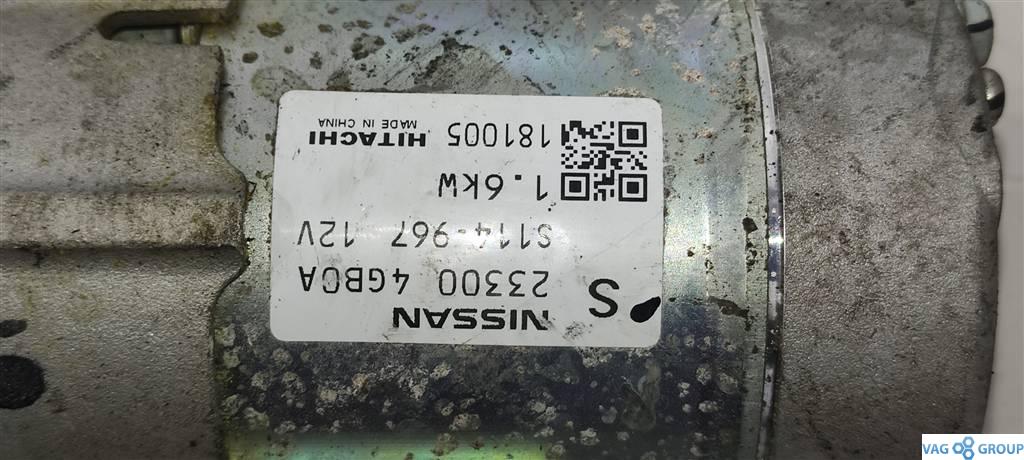 NISSAN
S 23300 4GB0A
S114-967 12V
1.6kW
181005 HITACHI
MADE IN CHINA
VAG GROUP